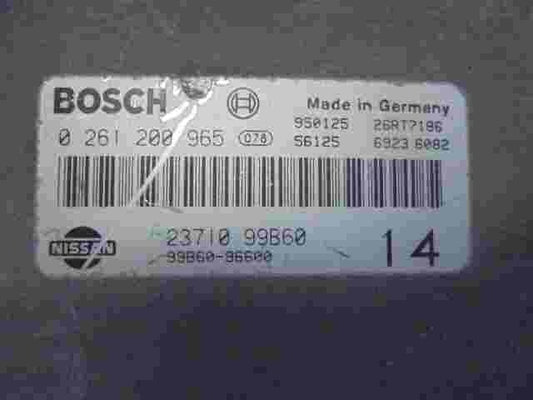 BOSCH Made in Germany
950125 26RT7196
0 261 200 965 078 S6125 6923 6082
NISSAN 23710 99B60 14
99B60-96600